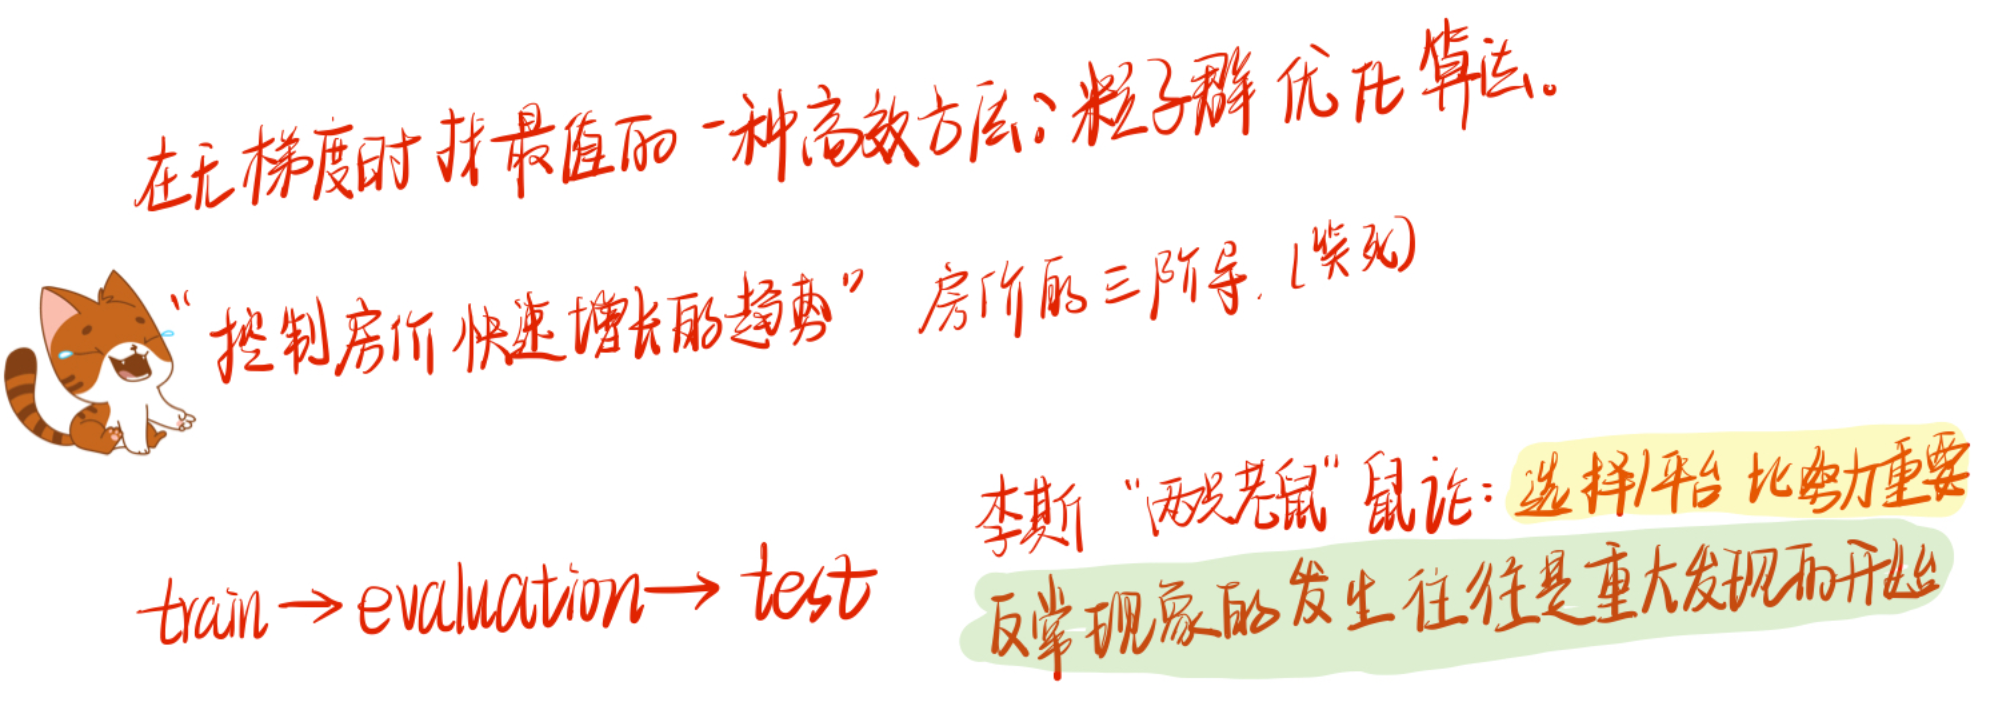 在无梯度时找最值的一种高效方法：粒子群优化算法。
“控制房价快速增长的趋势” 房价的三阶导.(笑死)
李斯“两只老鼠”鼠论：选择/平台比努力重要
train→evaluation→test
反常现象的发生往往是重大发现的开始